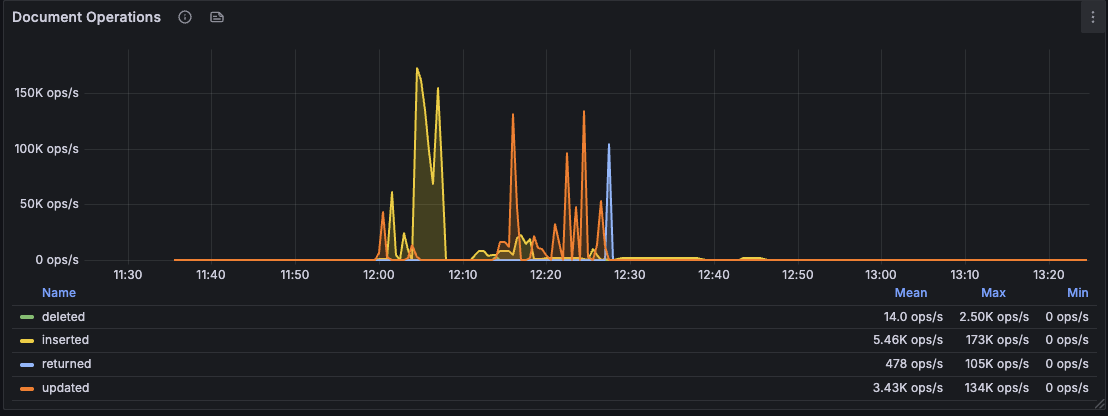 Document Operations
150K ops/s
100K ops/s
50K ops/s
0 ops/s
11:30 11:40 11:50 12:00 12:10 12:20 12:30 12:40 12:50 13:00 13:10 13:20
Name Mean Max Min
deleted 14.0 ops/s 2.50K ops/s 0 ops/s
inserted 5.46K ops/s 173K ops/s 0 ops/s
returned 478 ops/s 105K ops/s 0 ops/s
updated 3.43K ops/s 134K ops/s 0 ops/s